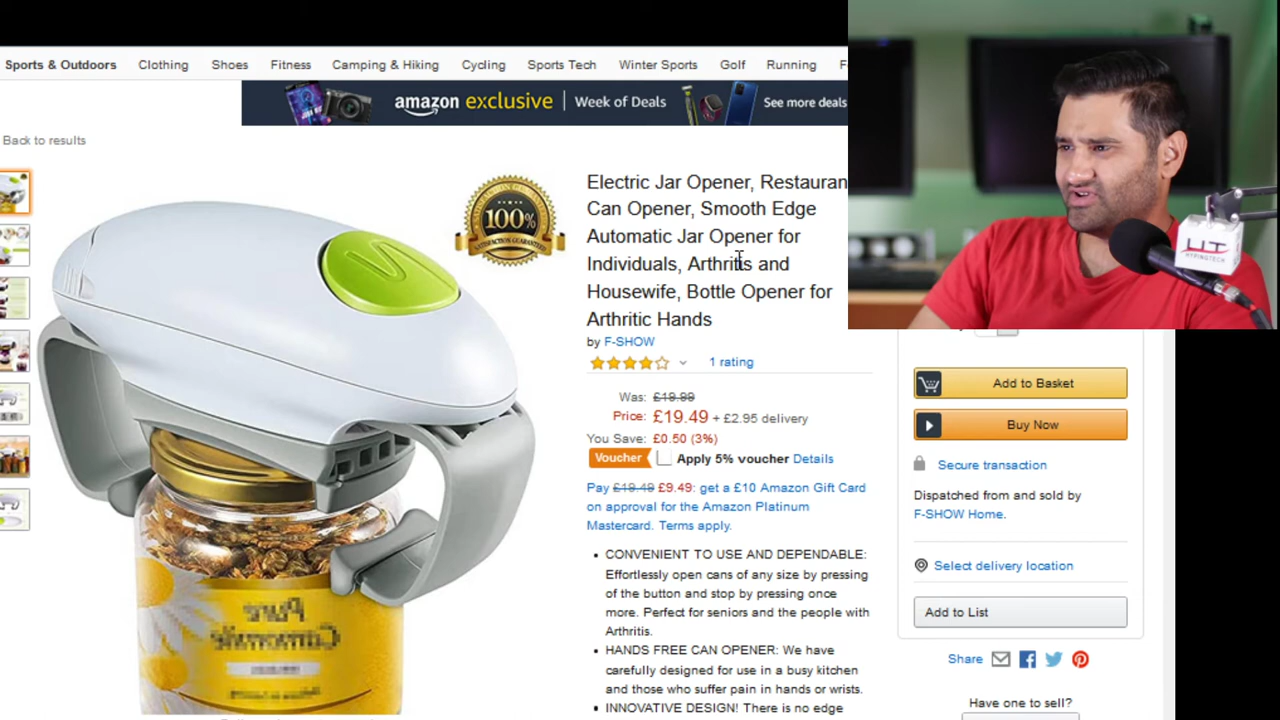 Sports & Outdoors Clothing Shoes Fitness Camping & Hiking Cycling Sports Tech Winter Sports Golf Running F
amazon exclusive Week of Deals See more deals
Back to results
100%
SATISFACTION GUARANTEED
Electric Jar Opener, Restauran
Can Opener, Smooth Edge
Automatic Jar Opener for
Individuals, Arthritis and
Housewife, Bottle Opener for
Arthritic Hands
by F-SHOW
1 rating
Was: £19.99
Price: £19.49 + £2.95 delivery
You Save: £0.50 (3%)
Voucher Apply 5% voucher Details
Pay £19.49 £9.49: get a £10 Amazon Gift Card
on approval for the Amazon Platinum
Mastercard. Terms apply.
• CONVENIENT TO USE AND DEPENDABLE:
Effortlessly open cans of any size by pressing
of the button and stop by pressing once
more. Perfect for seniors and the people with
Arthritis.
• HANDS FREE CAN OPENER: We have
carefully designed for use in a busy kitchen
and those who suffer pain in hands or wrists.
• INNOVATIVE DESIGN! There is no edge
UT
HYPINGTECH
Add to Basket
Buy Now
Secure transaction
Dispatched from and sold by
F-SHOW Home.
Select delivery location
Add to List
Share
Have one to sell?